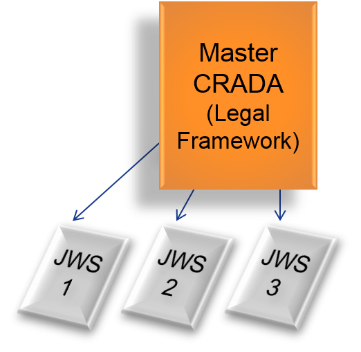 Master
CRADA
(Legal
Framework)
JWS
1
JWS
2
JWS
3